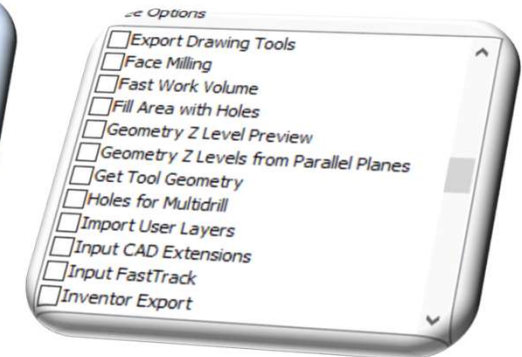 Options
Export Drawing Tools
Face Milling
Fast Work Volume
Fill Area with Holes
Geometry Z Level Preview
Geometry Z Levels from Parallel Planes
Get Tool Geometry
Holes for Multidrill
Import User Layers
Input CAD Extensions
Input FastTrack
Inventor Export